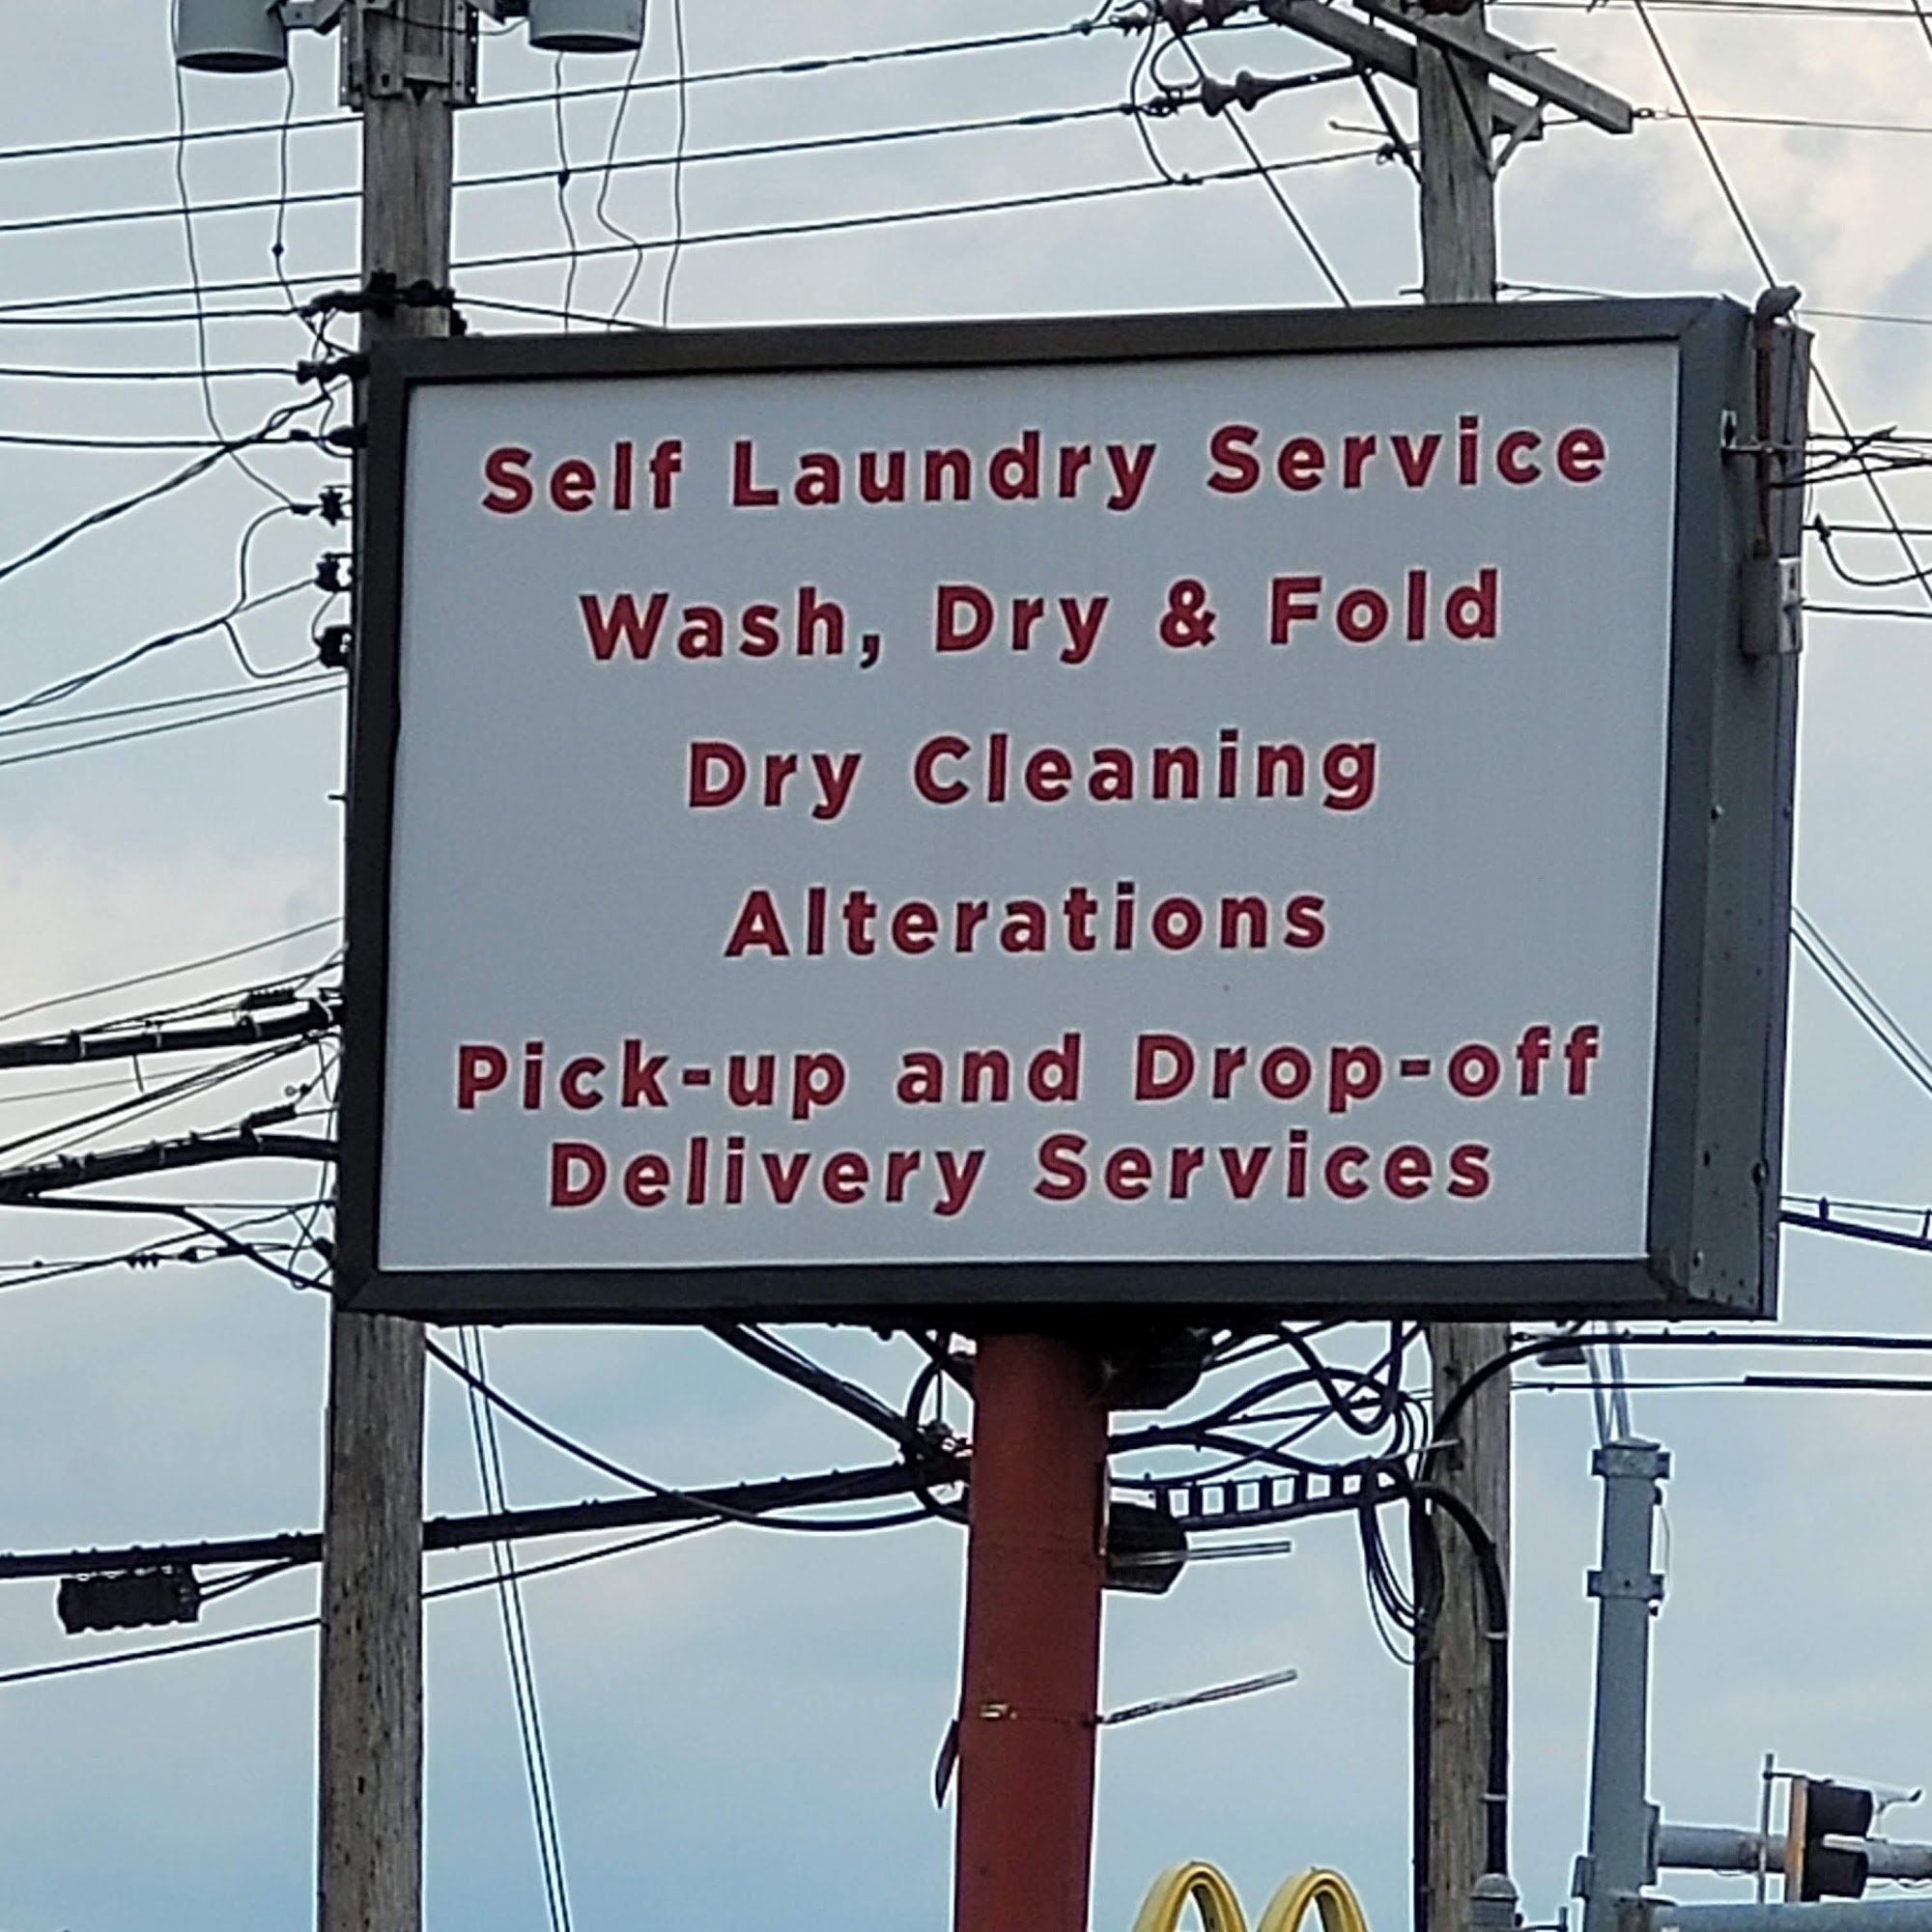 Self Laundry Service
Wash, Dry & Fold
Dry Cleaning
Alterations
Pick-up and Drop-off
Delivery Services